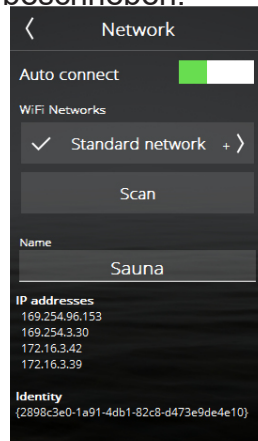 beschrieben.
Network
Auto connect
WiFi Networks
Standard network +
Scan
Name
Sauna
IP addresses
169.254.96.153
169.254.3.30
172.16.3.42
172.16.3.39
Identity
{2898c3e0-1a91-4db1-82c8-d473e9de4e10}